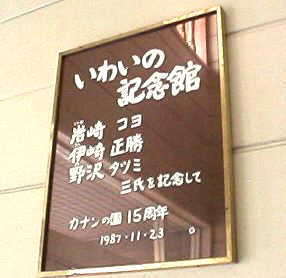 いわいの
記念館
岩崎 コヨ
伊崎 正勝
野沢 タツミ
三氏を記念して
カナンの園 15周年
1987・11・23